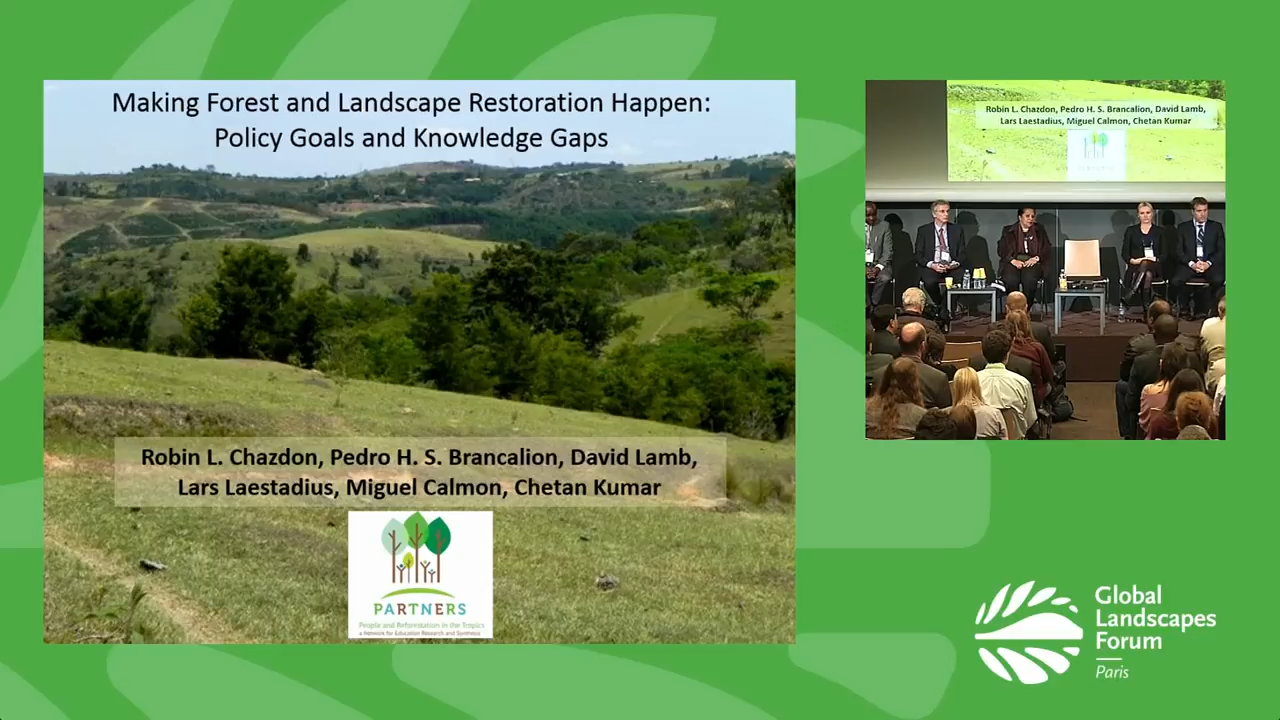 Making Forest and Landscape Restoration Happen:
Policy Goals and Knowledge Gaps
Robin L. Chazdon, Pedro H. S. Brancalion, David Lamb,
Lars Laestadius, Miguel Calmon, Chetan Kumar
PARTNERS
People and Reforestation in the Tropics
a Network for Education Research and Synthesis
Robin L. Chazdon, Pedro H. S. Brancalion, David Lamb,
Lars Laestadius, Miguel Calmon, Chetan Kumar
Global
Landscapes
Forum
Paris